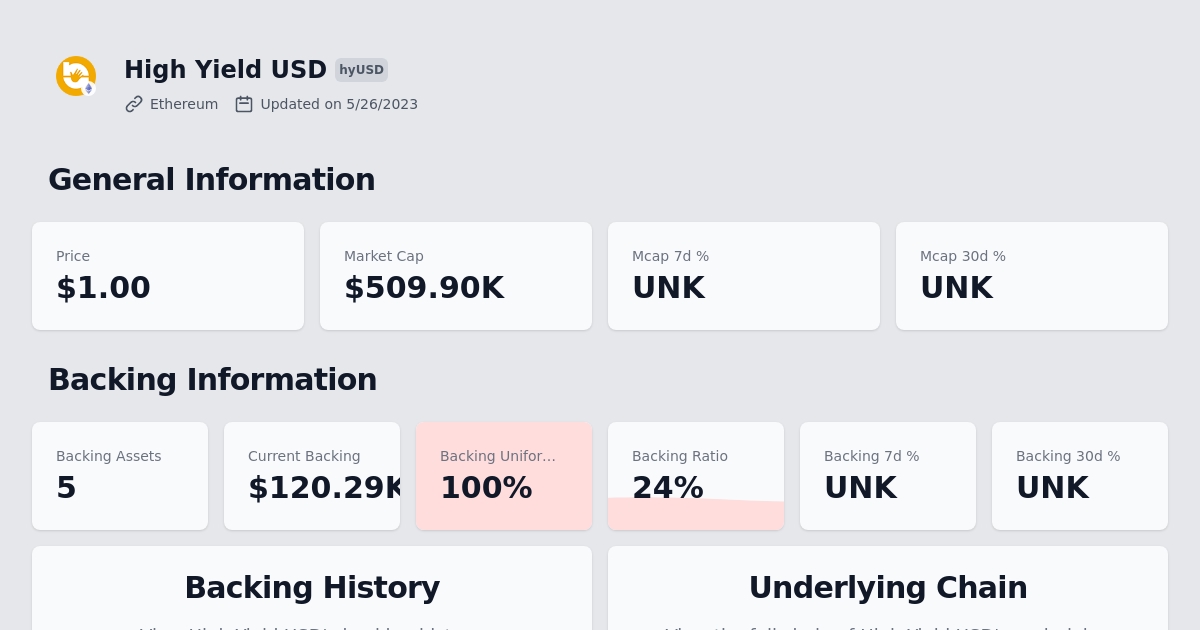 High Yield USD hyUSD
Ethereum Updated on 5/26/2023
General Information
Price Market Cap Mcap 7d % Mcap 30d %
$1.00 $509.90K UNK UNK
Backing Information
Backing Assets Current Backing Backing Unifor... Backing Ratio Backing 7d % Backing 30d %
5 $120.29K 100% 24% UNK UNK
Backing History Underlying Chain